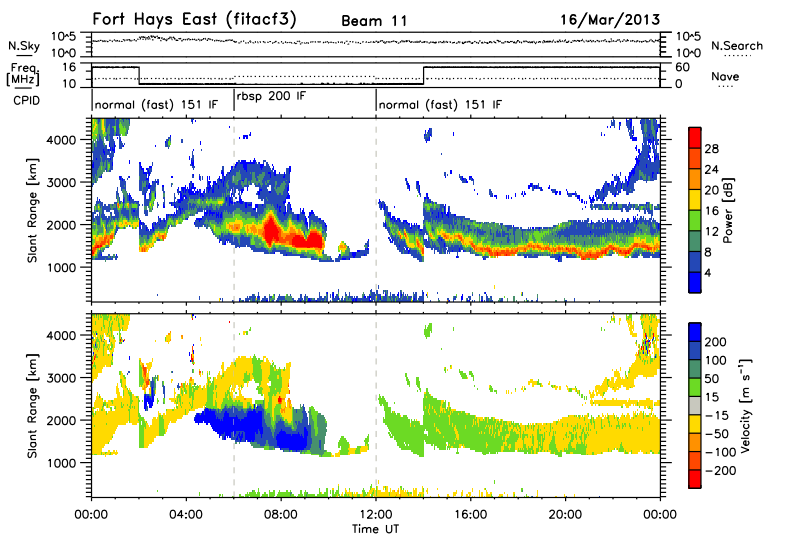 Fort Hays East (fitacf3) Beam 11 16/Mar/2013
N.Sky 10^5 10^0 10^5 10^0 N.Search
Freq. [MHz] 16 10 60 0 Nave
CPID normal (fast) 151 IF rbsp 200 IF normal (fast) 151 IF
Slant Range [km]
4000
3000
2000
1000
Power [dB]
28
24
20
16
12
8
4
Slant Range [km]
4000
3000
2000
1000
Velocity [m s⁻¹]
200
100
50
15
−15
−50
−100
−200
00:00 04:00 08:00 12:00 16:00 20:00 00:00
Time UT